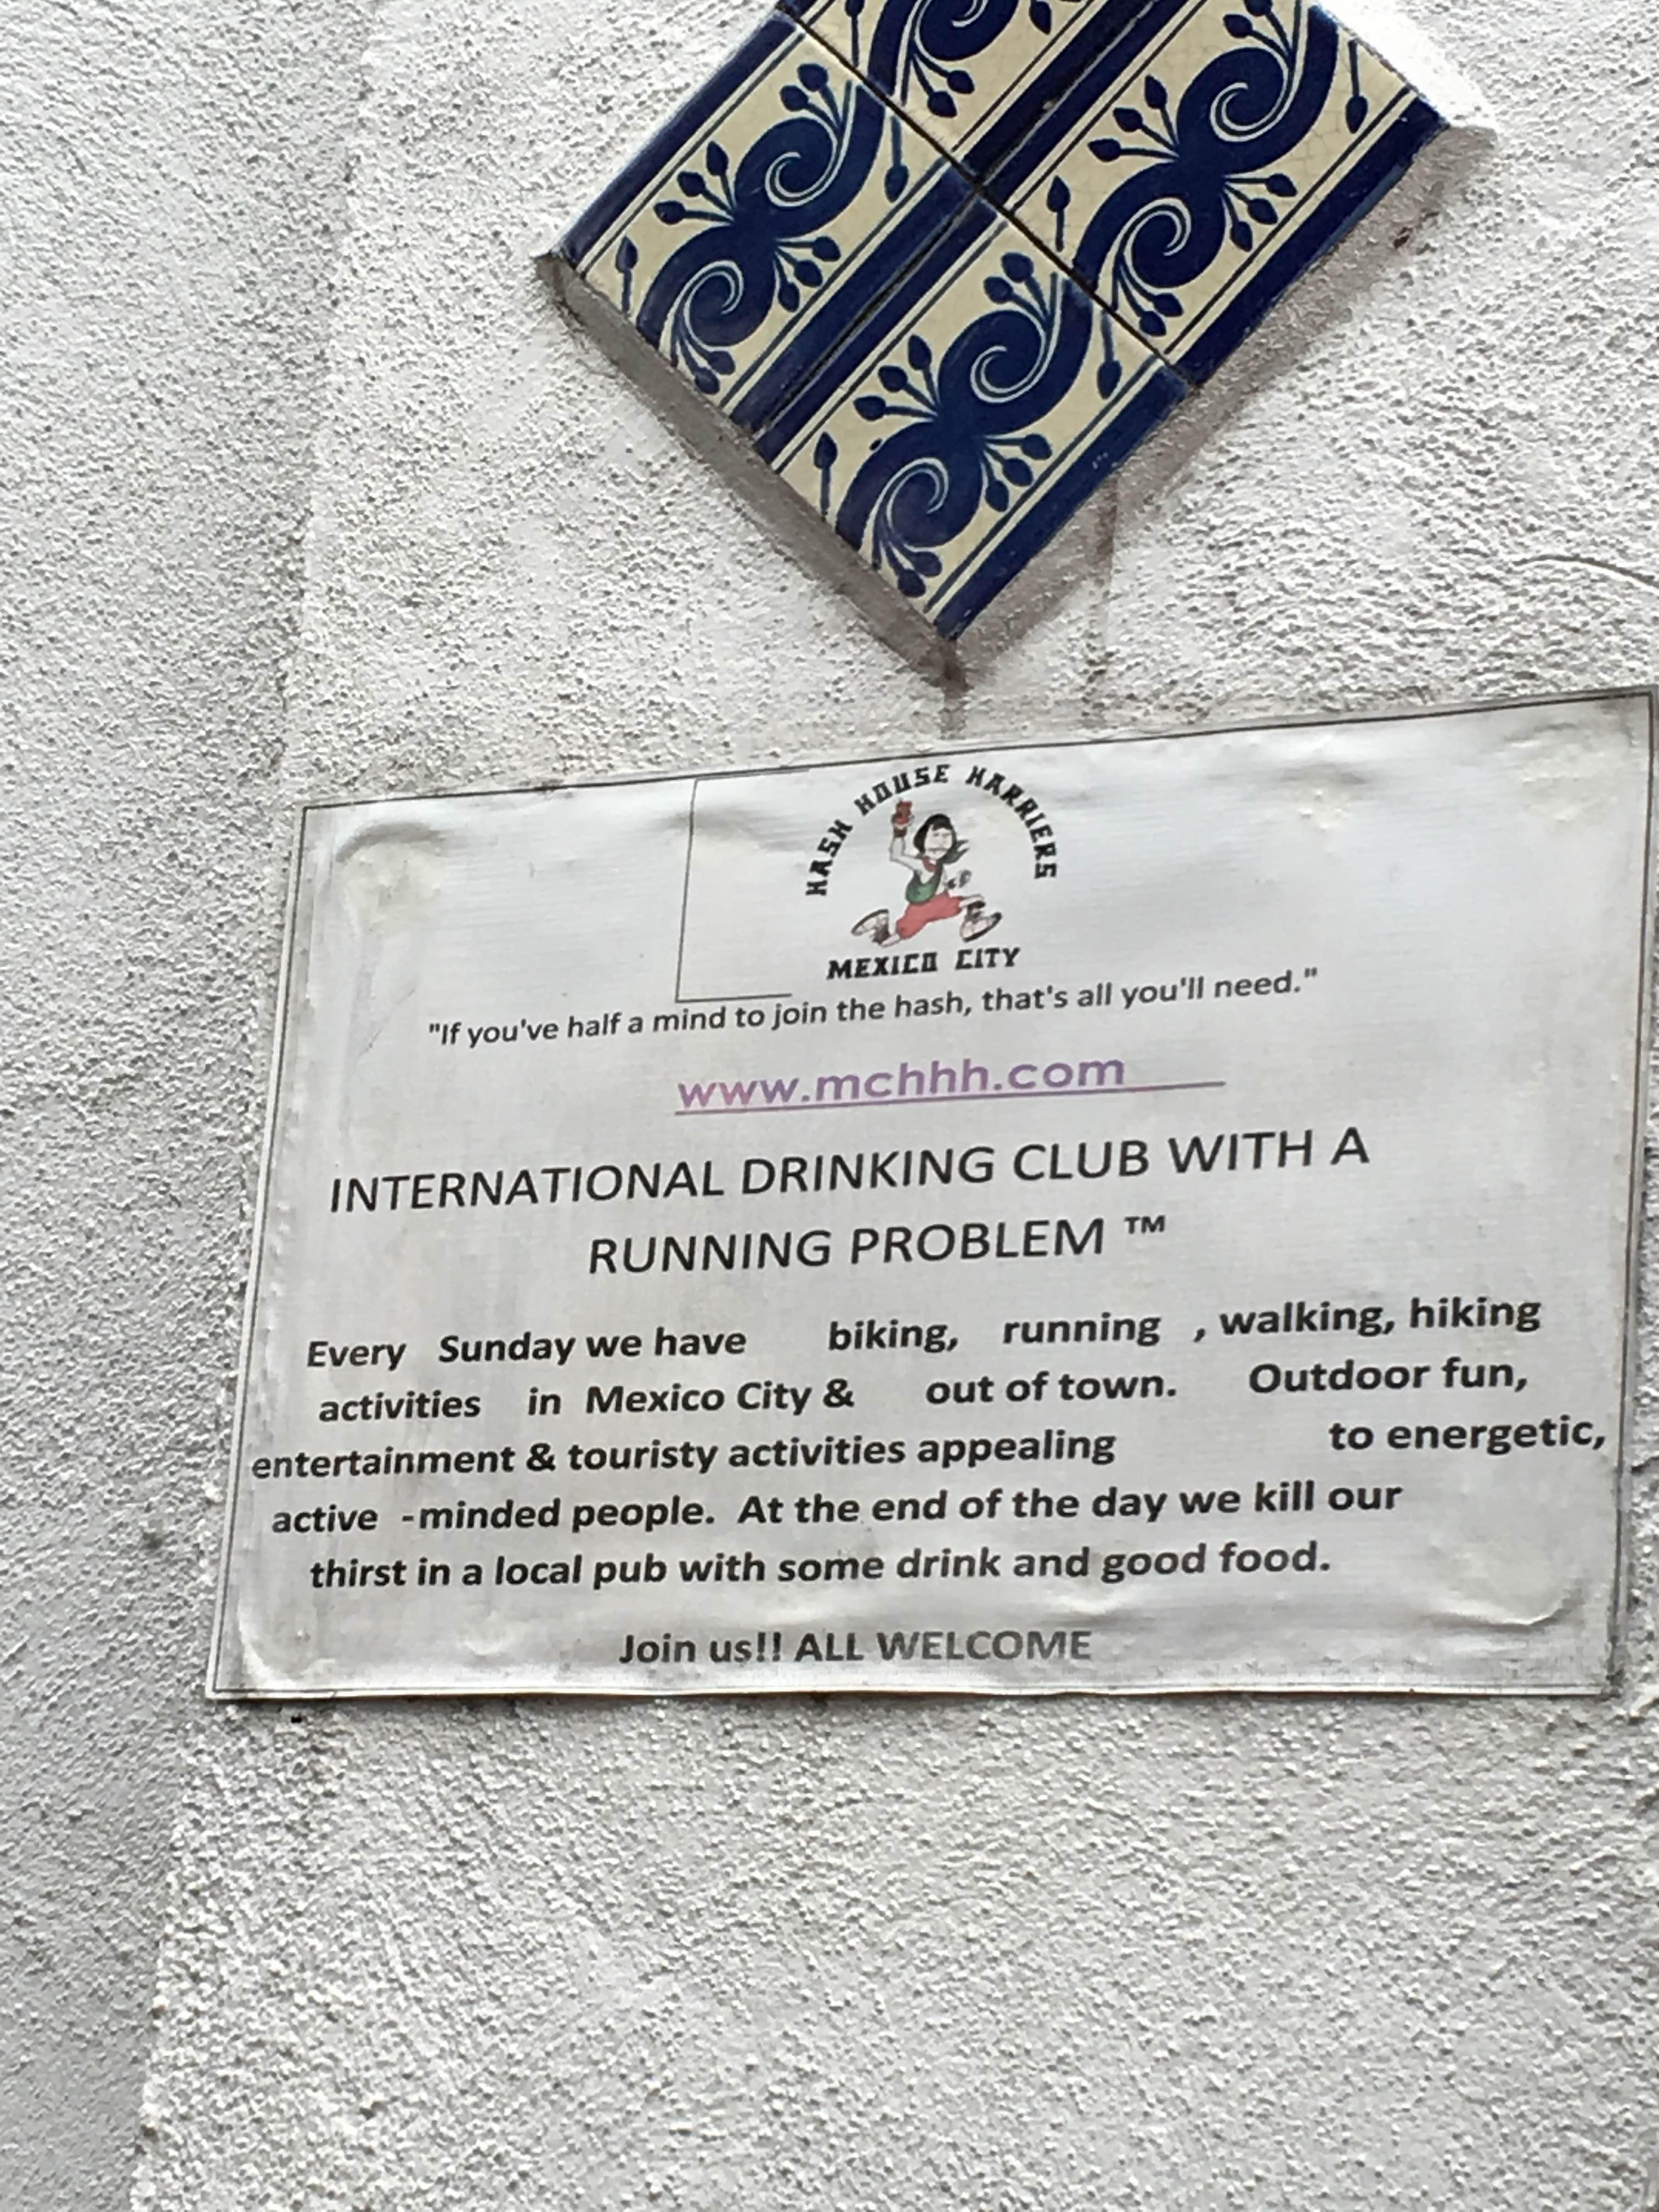 HASH HOUSE HARRIERS
MEXICO CITY
"If you've half a mind to join the hash, that's all you'll need."
www.mchhh.com
INTERNATIONAL DRINKING CLUB WITH A
RUNNING PROBLEM ™
Every Sunday we have biking, running , walking, hiking
activities in Mexico City & out of town. Outdoor fun,
entertainment & touristy activities appealing to energetic,
active -minded people. At the end of the day we kill our
thirst in a local pub with some drink and good food.
Join us!! ALL WELCOME